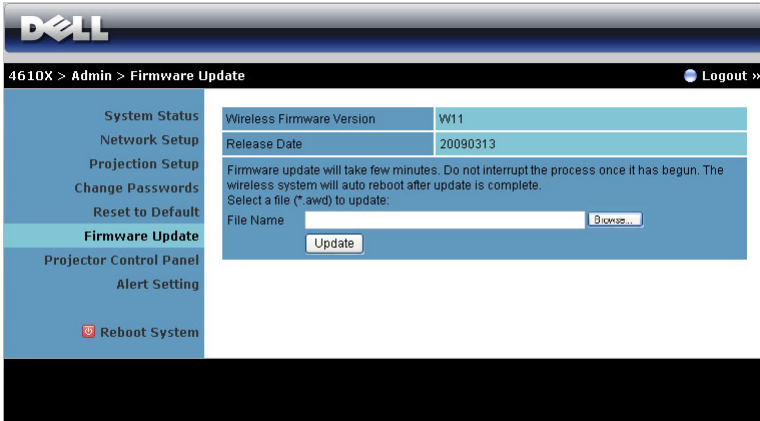 DELL
4610X > Admin > Firmware Update
Logout »
System Status
Network Setup
Projection Setup
Change Passwords
Reset to Default
Firmware Update
Projector Control Panel
Alert Setting
Reboot System
Wireless Firmware Version W11
Release Date 20090313
Firmware update will take few minutes. Do not interrupt the process once it has begun. The
wireless system will auto reboot after update is complete.
Select a file (*.awd) to update:
File Name Browse...
Update